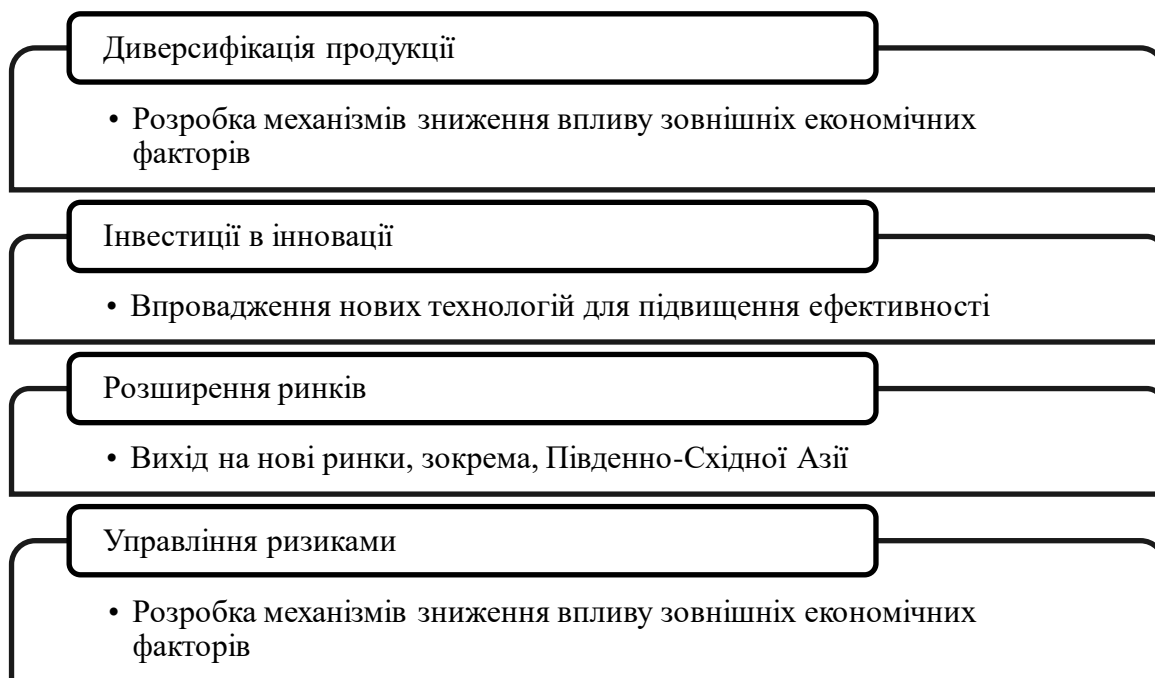 Диверсифікація продукції
• Розробка механізмів зниження впливу зовнішніх економічних
факторів
Інвестиції в інновації
• Впровадження нових технологій для підвищення ефективності
Розширення ринків
• Вихід на нові ринки, зокрема, Південно-Східної Азії
Управління ризиками
• Розробка механізмів зниження впливу зовнішніх економічних
факторів